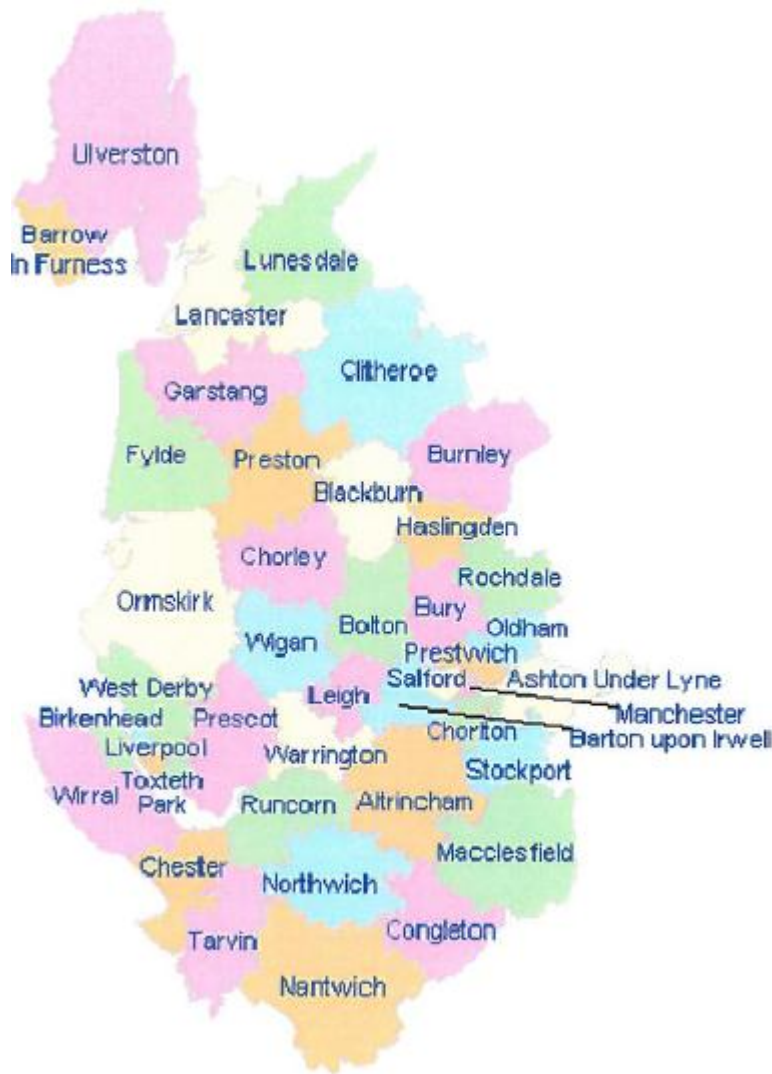 Ulverston
Barrow
In Furness
Lunesdale
Lancaster
Clitheroe
Garstang
Fylde
Preston
Burnley
Blackburn
Haslingden
Chorley
Rochdale
Ormskirk
Bury
Bolton
Oldham
Wigan
Prestwich
Salford
Ashton Under Lyne
West Derby
Leigh
Birkenhead
Prescot
Manchester
Chorlton
Barton upon Irwell
Liverpool
Warrington
Stockport
Wirral
Toxteth
Park
Runcorn
Altrincham
Macclesfield
Chester
Northwich
Congleton
Tarvin
Nantwich